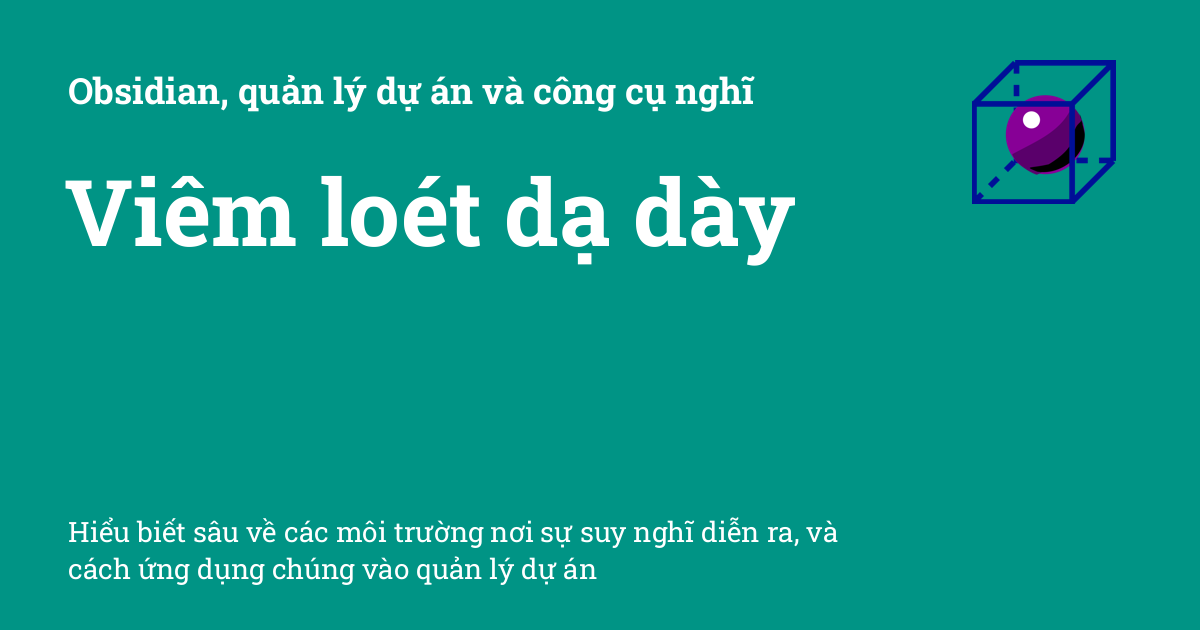 Obsidian, quản lý dự án và công cụ nghĩ
Viêm loét dạ dày
Hiểu biết sâu về các môi trường nơi sự suy nghĩ diễn ra, và
cách ứng dụng chúng vào quản lý dự án